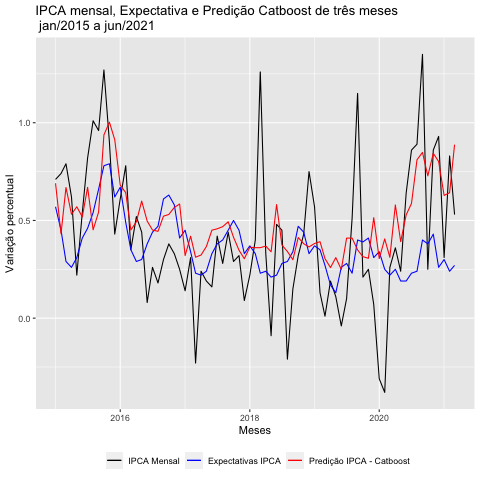 IPCA mensal, Expectativa e Predição Catboost de três meses
jan/2015 a jun/2021
Variação percentual
1.0
0.5
0.0
2016
2018
2020
Meses
IPCA Mensal
Expectativas IPCA
Predição IPCA - Catboost